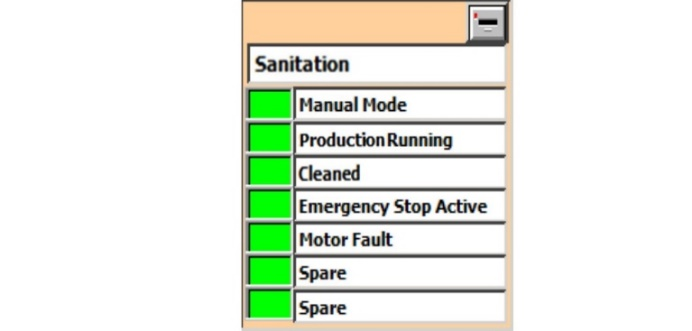 Sanitation
Manual Mode
Production Running
Cleaned
Emergency Stop Active
Motor Fault
Spare
Spare